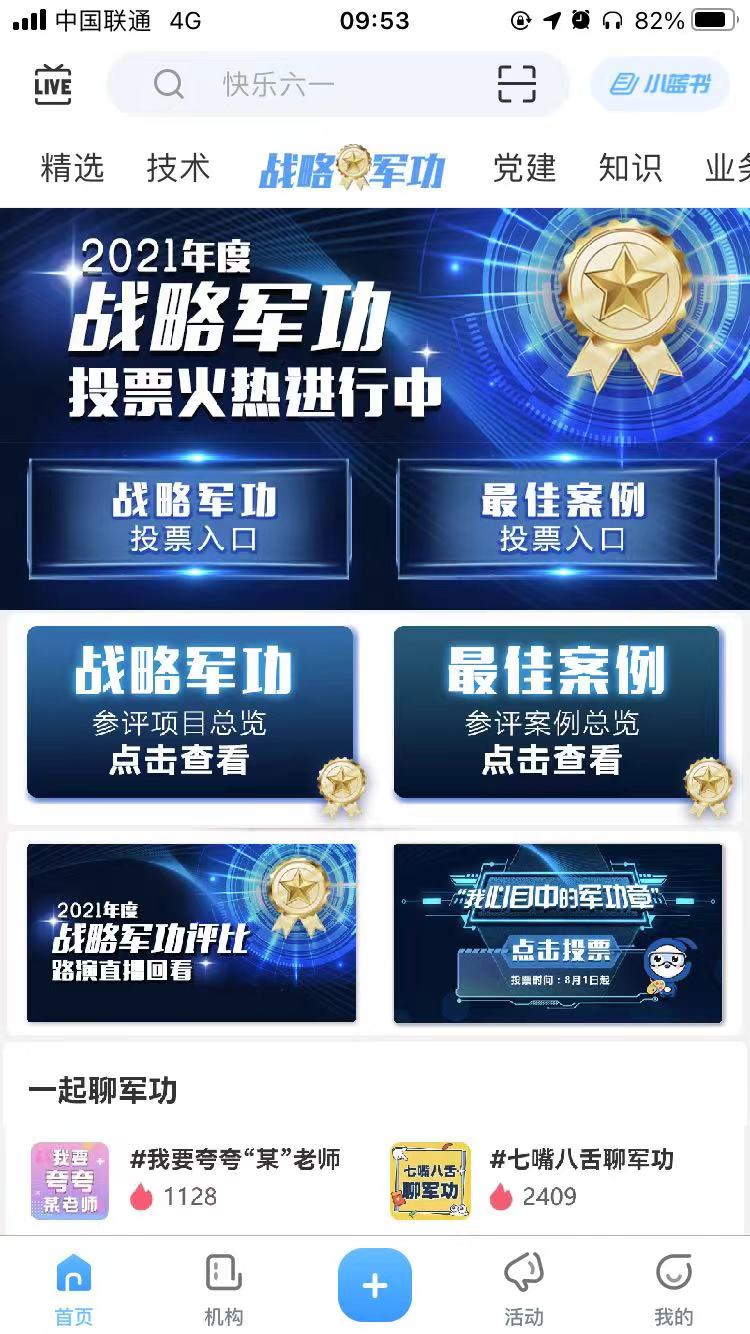 中国联通 4G 09:53 82%
LIVE 快乐六一 小蓝书
精选 技术 战略军功 党建 知识 业务
2021年度
战略军功
投票火热进行中
战略军功 最佳案例
投票入口 投票入口
战略军功 最佳案例
参评项目总览 参评案例总览
点击查看 点击查看
2021年度
战略军功评比
路演直播回看
“我心目中的军功章”
点击投票
投票时间:8月1日起
一起聊军功
我要
夸夸
某老师
#我要夸夸“某”老师
1128
七嘴八舌
聊军功
#七嘴八舌聊军功
2409
首页 机构 活动 我的